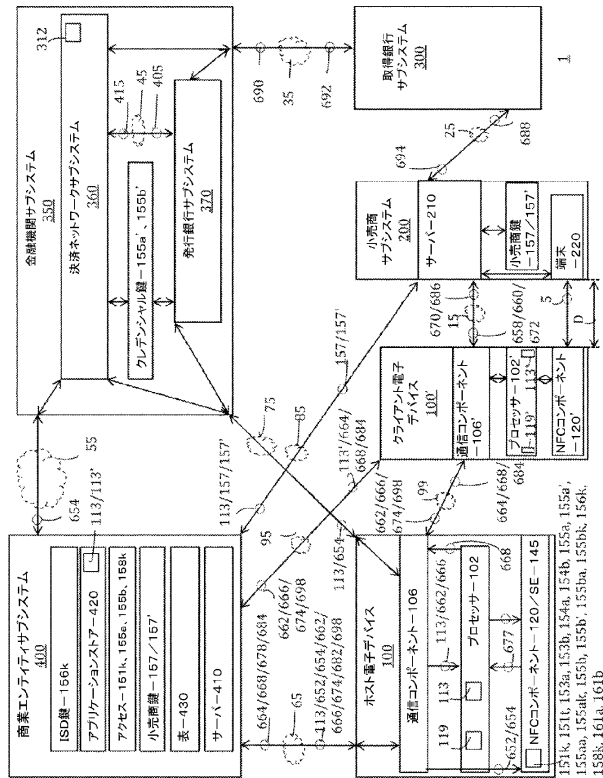 金融機関サブシステム
350
決済ネットワークサブシステム
360
312
415
45
405
クレデンシャル鍵－155a'、155b'
発行銀行サブシステム
370
690
35
692
取得銀行
サブシステム
300
1
694
25
688
小売商
サブシステム
200
サーバー210
小売商鍵
－157/157'
端末
－220
670/686
15
658/660/
672
5
D
クライアント電子
デバイス
100'
通信コンポーネント
－106'
プロセッサー102'
119'
113'
NFCコンポーネント
－120'
157/157'
85
113/157/157'
75
113/654
113'/664/
668/684
95
662/666/
674/698
55
654
113/113'
商業エンティティサブシステム
400
ISD鍵－156k
アプリケーションストア－420
アクセス－151k、155a、155b、158k
小売商鍵－157/157'
表－430
サーバー410
664/668/678/684
65
113/652/654/662/
666/674/682/698
662/666/
674/698
99
664/668/
684
ホスト電子デバイス
100
通信コンポーネント－106
113/662/666
668
プロセッサー102
119
113
677
652/654
NFCコンポーネント－120/SE－145
151k, 151t, 153a, 153b, 154a, 154b, 155a, 155a',
155aa, 155ak, 155b, 155b', 155ba, 155bk, 156k,
158k, 161a, 161b